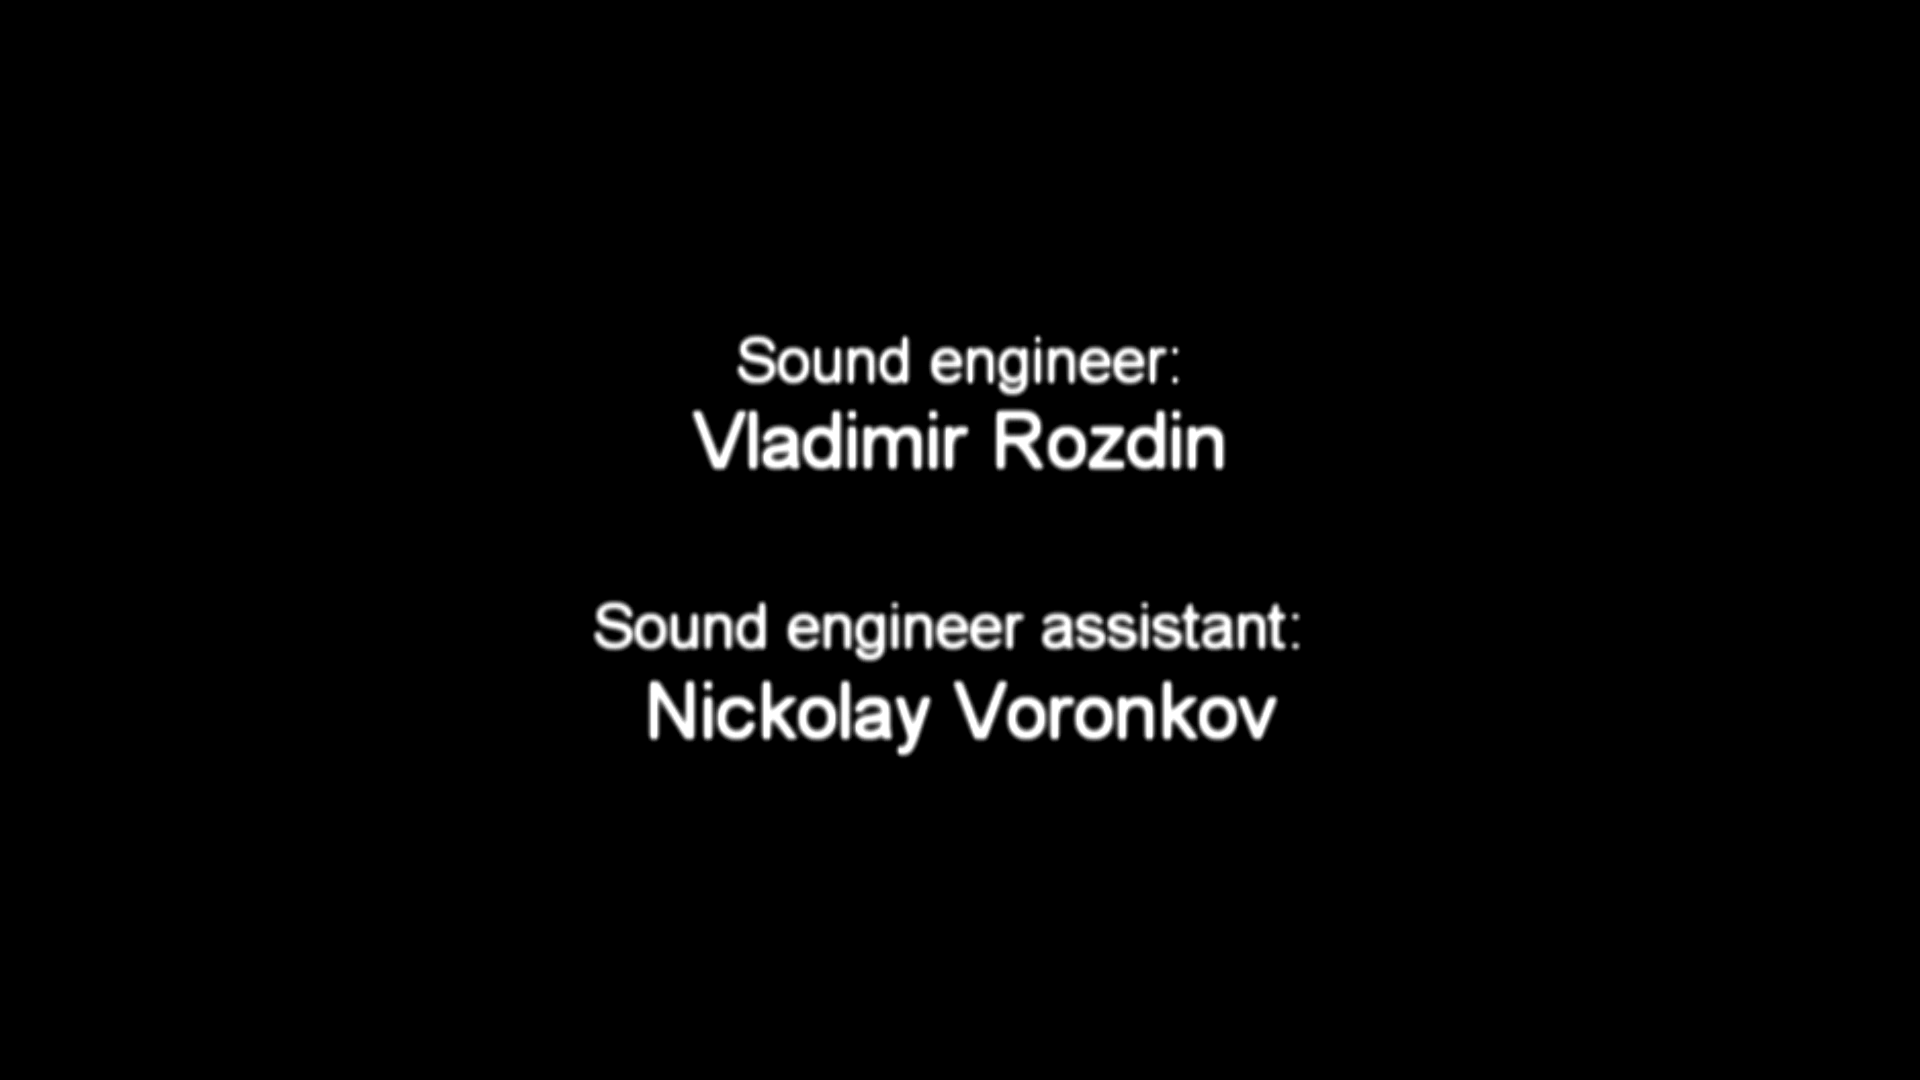 Sound engineer:
Vladimir Rozdin
Sound engineer assistant:
Nickolay Voronkov